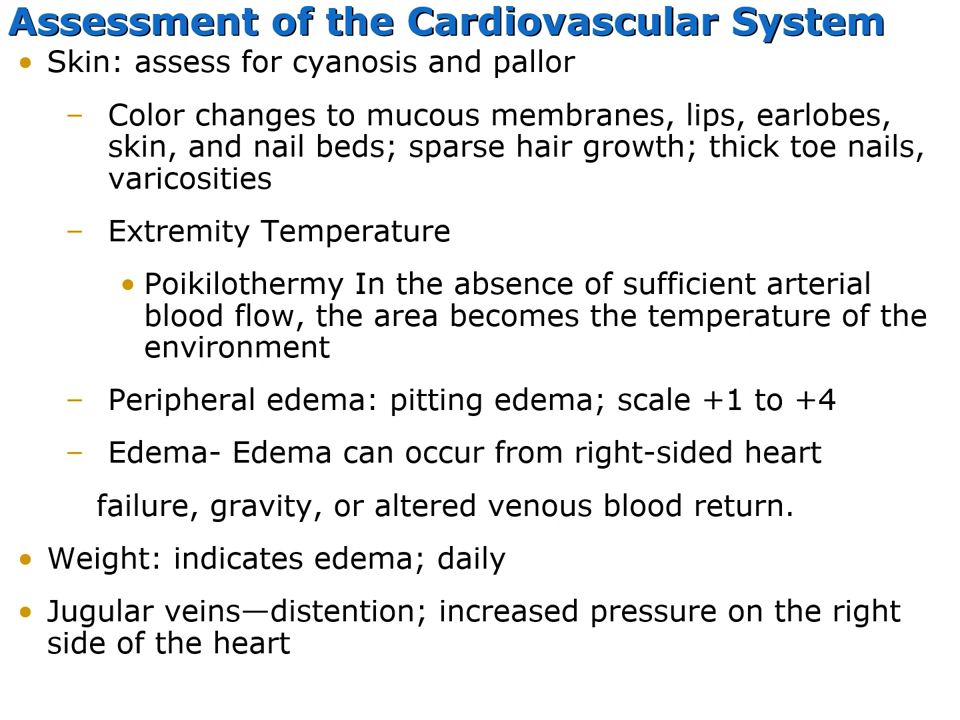 Assessment of the Cardiovascular System
• Skin: assess for cyanosis and pallor
– Color changes to mucous membranes, lips, earlobes,
skin, and nail beds; sparse hair growth; thick toe nails,
varicosities
– Extremity Temperature
• Poikilothermy In the absence of sufficient arterial
blood flow, the area becomes the temperature of the
environment
– Peripheral edema: pitting edema; scale +1 to +4
– Edema- Edema can occur from right-sided heart
failure, gravity, or altered venous blood return.
• Weight: indicates edema; daily
• Jugular veins—distention; increased pressure on the right
side of the heart